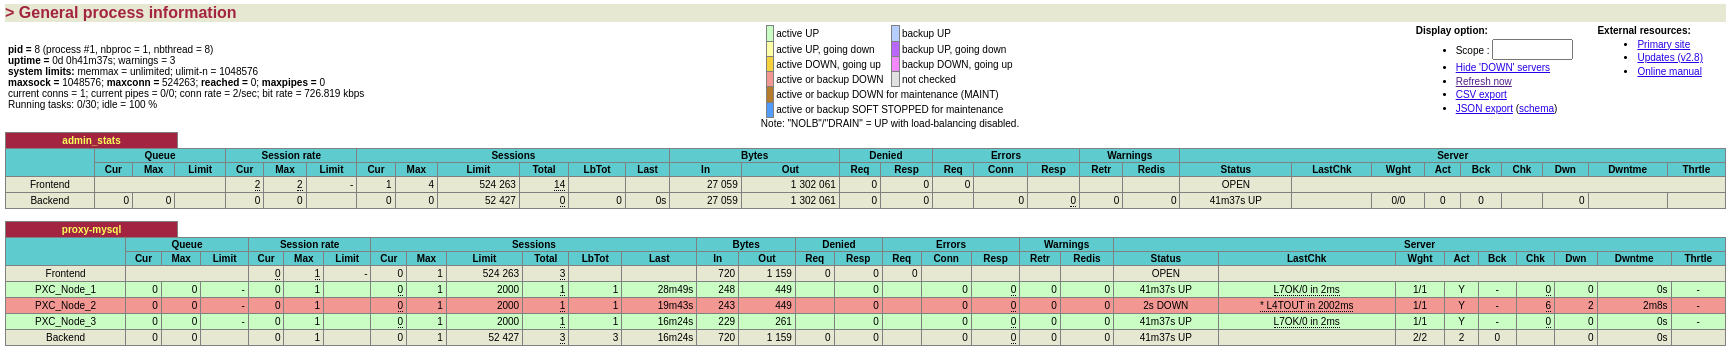 > General process information
pid = 8 (process #1, nbproc = 1, nbthread = 8)
uptime = 0d 0h41m37s; warnings = 3
system limits: memmax = unlimited; ulimit-n = 1048576
maxsock = 1048576; maxconn = 524263; reached = 0; maxpipes = 0
current conns = 1; current pipes = 0/0; conn rate = 2/sec; bit rate = 726.819 kbps
Running tasks: 0/30; idle = 100 %
active UP backup UP
active UP, going down backup UP, going down
active DOWN, going up backup DOWN, going up
active or backup DOWN not checked
active or backup DOWN for maintenance (MAINT)
active or backup SOFT STOPPED for maintenance
Note: "NOLB"/"DRAIN" = UP with load-balancing disabled.
Display option:
• Scope :
• Hide 'DOWN' servers
• Refresh now
• CSV export
• JSON export (schema)
External resources:
• Primary site
• Updates (v2.8)
• Online manual
admin_stats
Queue Session rate Sessions Bytes Denied Errors Warnings Server
Cur Max Limit Cur Max Limit Cur Max Limit Total LbTot Last In Out Req Resp Req Conn Resp Retr Redis Status LastChk Wght Act Bck Chk Dwn Dwntme Thrtle
Frontend 2 2 - 1 4 524 263 14 27 059 1 302 061 0 0 0 OPEN
Backend 0 0 0 0 0 0 52 427 0 0 0s 27 059 1 302 061 0 0 0 0 0 0 41m37s UP 0/0 0 0 0
proxy-mysql
Queue Session rate Sessions Bytes Denied Errors Warnings Server
Cur Max Limit Cur Max Limit Cur Max Limit Total LbTot Last In Out Req Resp Req Conn Resp Retr Redis Status LastChk Wght Act Bck Chk Dwn Dwntme Thrtle
Frontend 0 1 - 0 1 524 263 3 720 1 159 0 0 0 OPEN
PXC_Node_1 0 0 - 0 1 0 1 2000 1 1 28m49s 248 449 0 0 0 0 0 41m37s UP L7OK/0 in 2ms 1/1 Y - 0 0 0s -
PXC_Node_2 0 0 - 0 1 0 1 2000 1 1 19m43s 243 449 0 0 0 0 0 2s DOWN * L4TOUT in 2002ms 1/1 Y - 6 2 2m8s -
PXC_Node_3 0 0 - 0 1 0 1 2000 1 1 16m24s 229 261 0 0 0 0 0 41m37s UP L7OK/0 in 2ms 1/1 Y - 0 0 0s -
Backend 0 0 0 1 0 1 52 427 3 3 16m24s 720 1 159 0 0 0 0 0 0 41m37s UP 2/2 2 0 0 0s